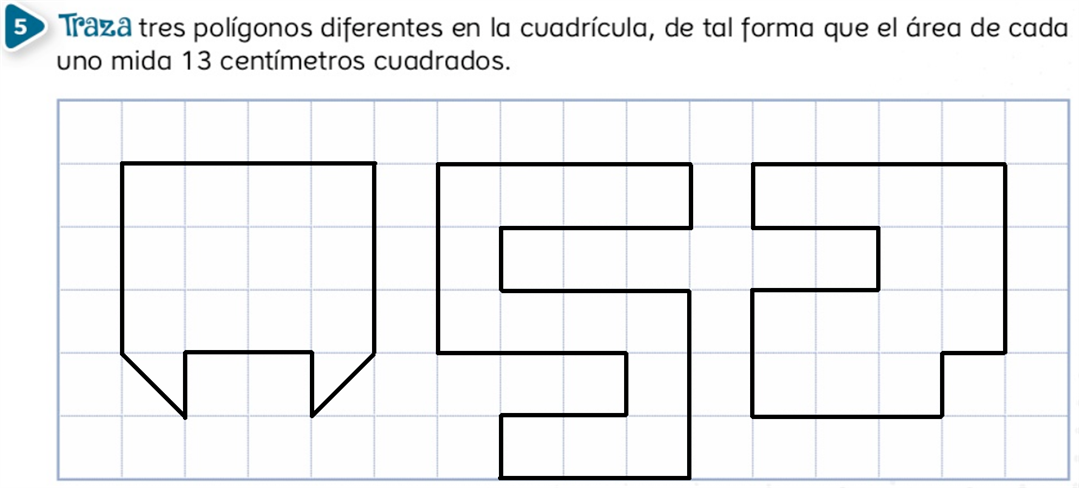 5 Traza tres polígonos diferentes en la cuadrícula, de tal forma que el área de cada
uno mida 13 centímetros cuadrados.